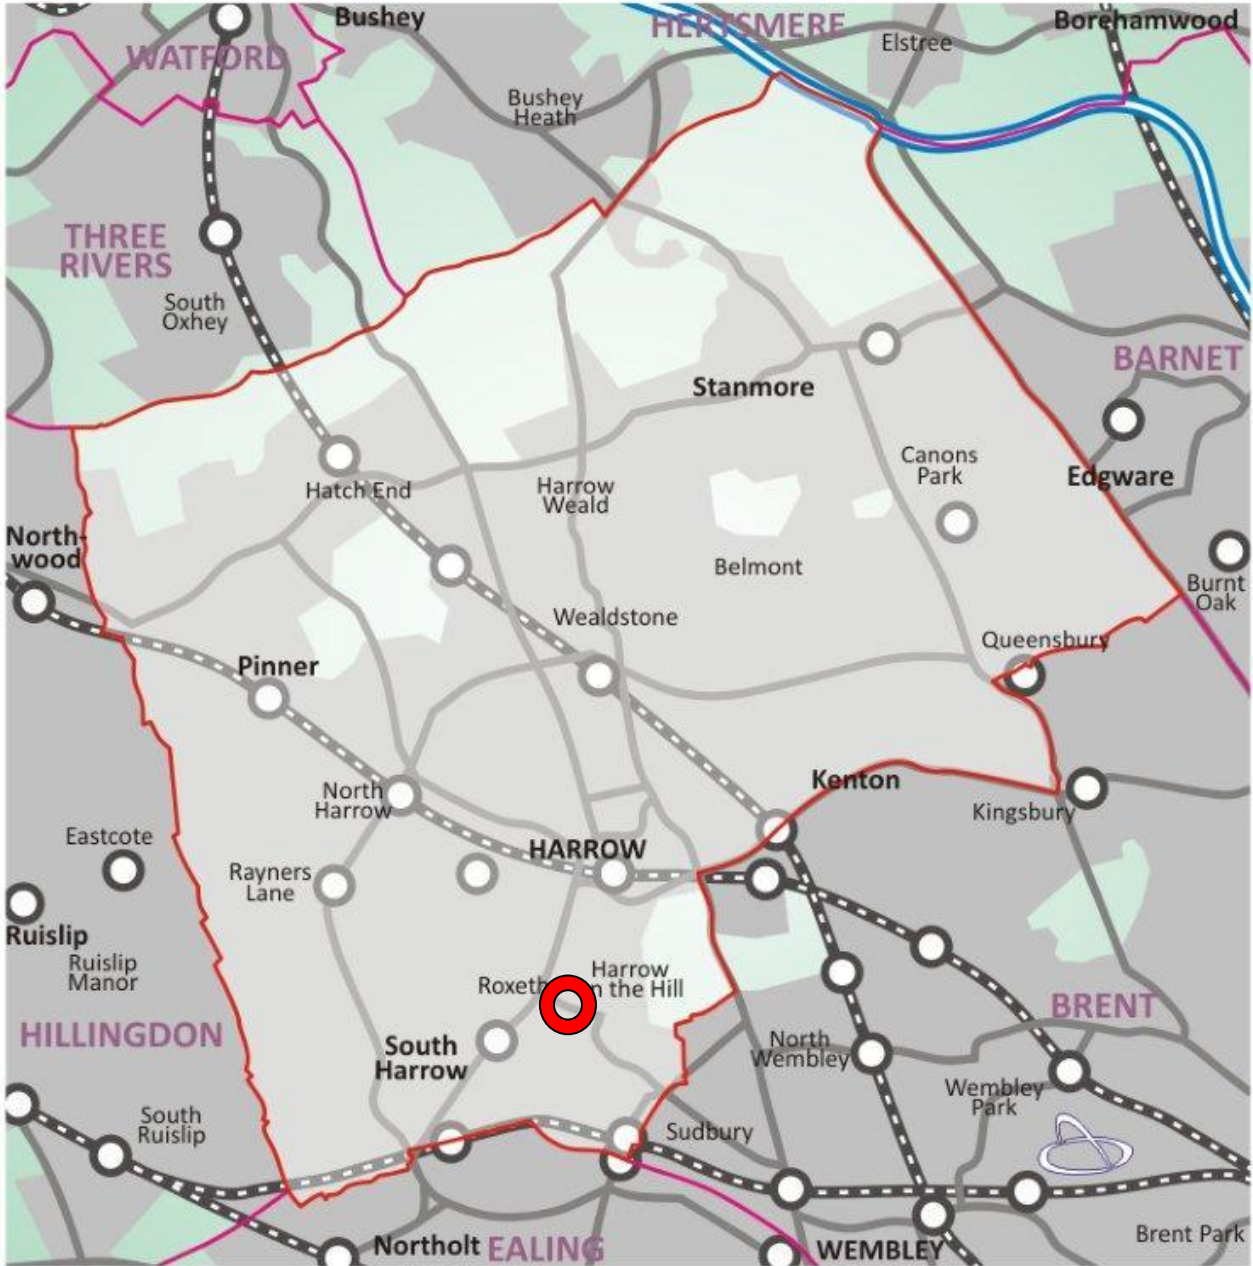 Bushey
HERTSMERE
Borehamwood
WATFORD
Elstree
Bushey
Heath
THREE
RIVERS
South
Oxhey
BARNET
Stanmore
Edgware
Canons
Park
Hatch End
Harrow
Weald
North-
wood
Belmont
Burnt
Oak
Wealdstone
Queensbury
Pinner
Kenton
North
Harrow
Kingsbury
Eastcote
HARROW
Rayners
Lane
Ruislip
Ruislip
Manor
Harrow
n the Hill
Roxeth
HILLINGDON
BRENT
South
Harrow
North
Wembley
Wembley
Park
South
Ruislip
Sudbury
Northolt
EALING
WEMBLEY
Brent Park